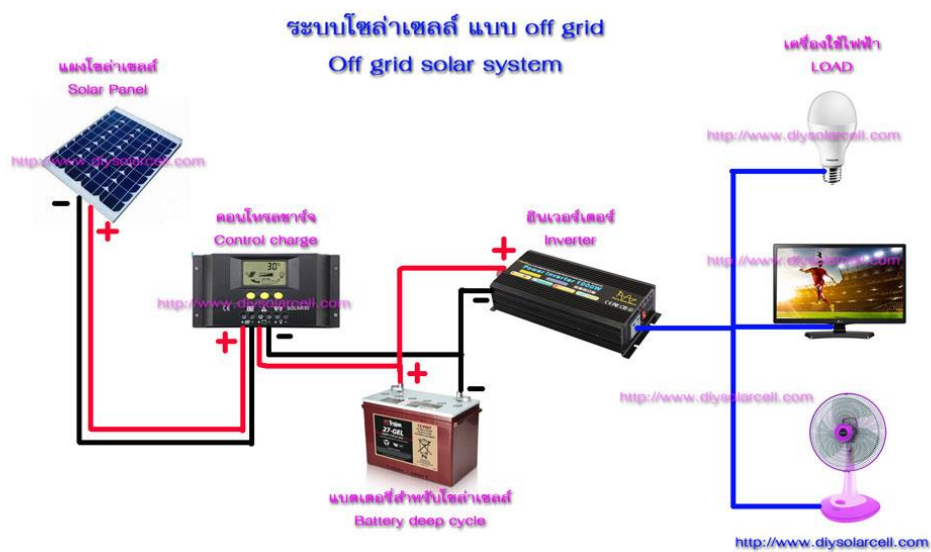 ระบบโซล่าเซลล์ แบบ off grid
Off grid solar system
เครื่องใช้ไฟฟ้า
LOAD
แผงโซล่าเซลล์
Solar Panel
http://www.diysolarcell.com
http://www.diysolarcell.com
คอนโทรลชาร์จ
Control charge
อินเวอร์เตอร์
Inverter
Power Inverter 1000W
http://www.diysolarcell.com
http://www.diysolarcell.com
30°
SOLAR30
Trojan
27-GEL
http://www.diysolarcell.com
แบตเตอรี่สำหรับโซล่าเซลล์
Battery deep cycle
http://www.diysolarcell.com